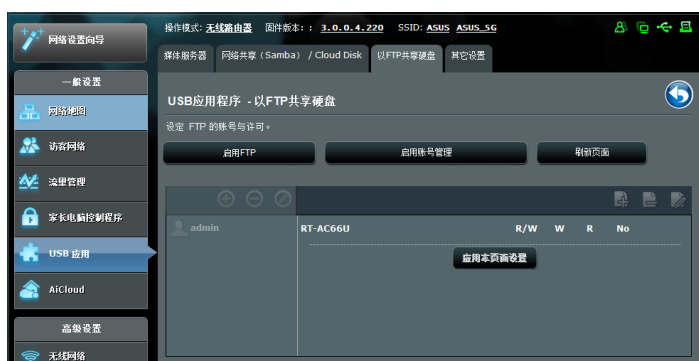 操作模式: 无线路由器 固件版本: : 3.0.0.4.220 SSID: ASUS ASUS_5G
网络设置向导
媒体服务器 网络共享（Samba）/ Cloud Disk 以FTP共享硬盘 其它设置
一般设置
USB应用程序 - 以FTP共享硬盘
网络地图
设定 FTP 的账号与许可。
访客网络
启用FTP 启用账号管理 刷新页面
流量管理
家长电脑控制程序
admin RT-AC66U R/W W R No
USB 应用
应用本页面设置
AiCloud
高级设置
无线网络